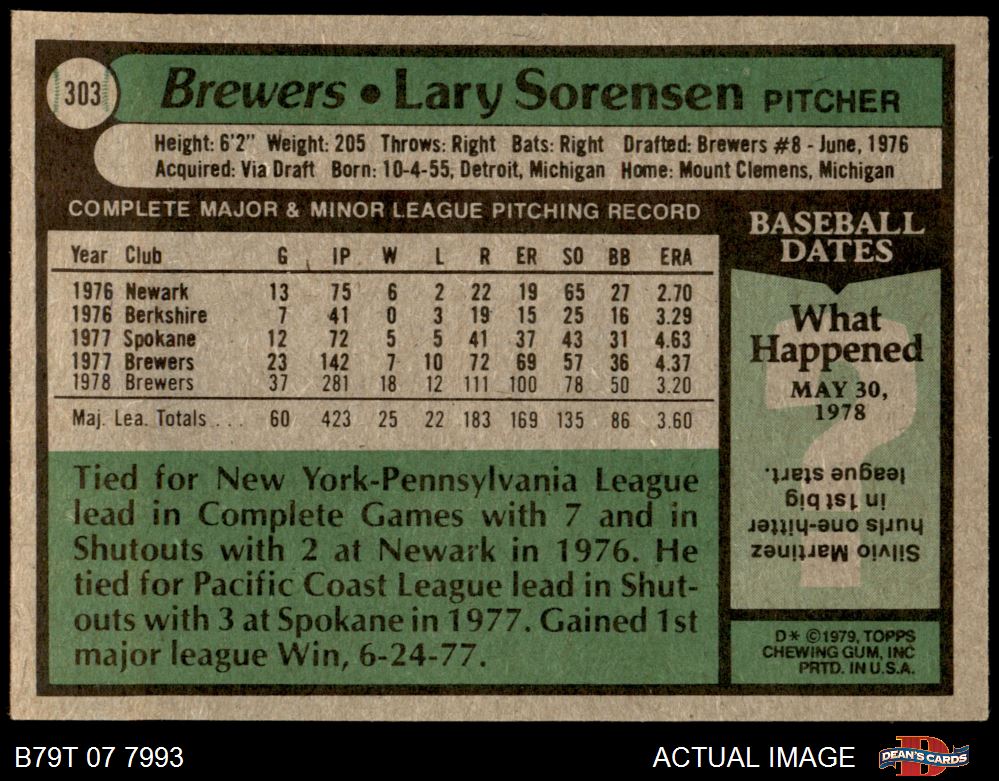 303
Brewers • Lary Sorensen PITCHER
Height: 6'2" Weight: 205 Throws: Right Bats: Right Drafted: Brewers #8 - June, 1976
Acquired: Via Draft Born: 10-4-55, Detroit, Michigan Home: Mount Clemens, Michigan
COMPLETE MAJOR & MINOR LEAGUE PITCHING RECORD
Year Club G IP W L R ER SO BB ERA
1976 Newark 13 75 6 2 22 19 65 27 2.70
1976 Berkshire 7 41 0 3 19 15 25 16 3.29
1977 Spokane 12 72 5 5 41 37 43 31 4.63
1977 Brewers 23 142 7 10 72 69 57 36 4.37
1978 Brewers 37 281 18 12 111 100 78 50 3.20
Maj. Lea. Totals . . . 60 423 25 22 183 169 135 86 3.60
Tied for New York-Pennsylvania League
lead in Complete Games with 7 and in
Shutouts with 2 at Newark in 1976. He
tied for Pacific Coast League lead in Shut-
outs with 3 at Spokane in 1977. Gained 1st
major league Win, 6-24-77.
BASEBALL
DATES
What
Happened
MAY 30,
1978
Silvio Martinez
hurls one-hitter
in 1st big
league start.
D* ©1979, TOPPS
CHEWING GUM, INC
PRTD. IN U.S.A.
B79T 07 7993
ACTUAL IMAGE
DEAN'S CARDS